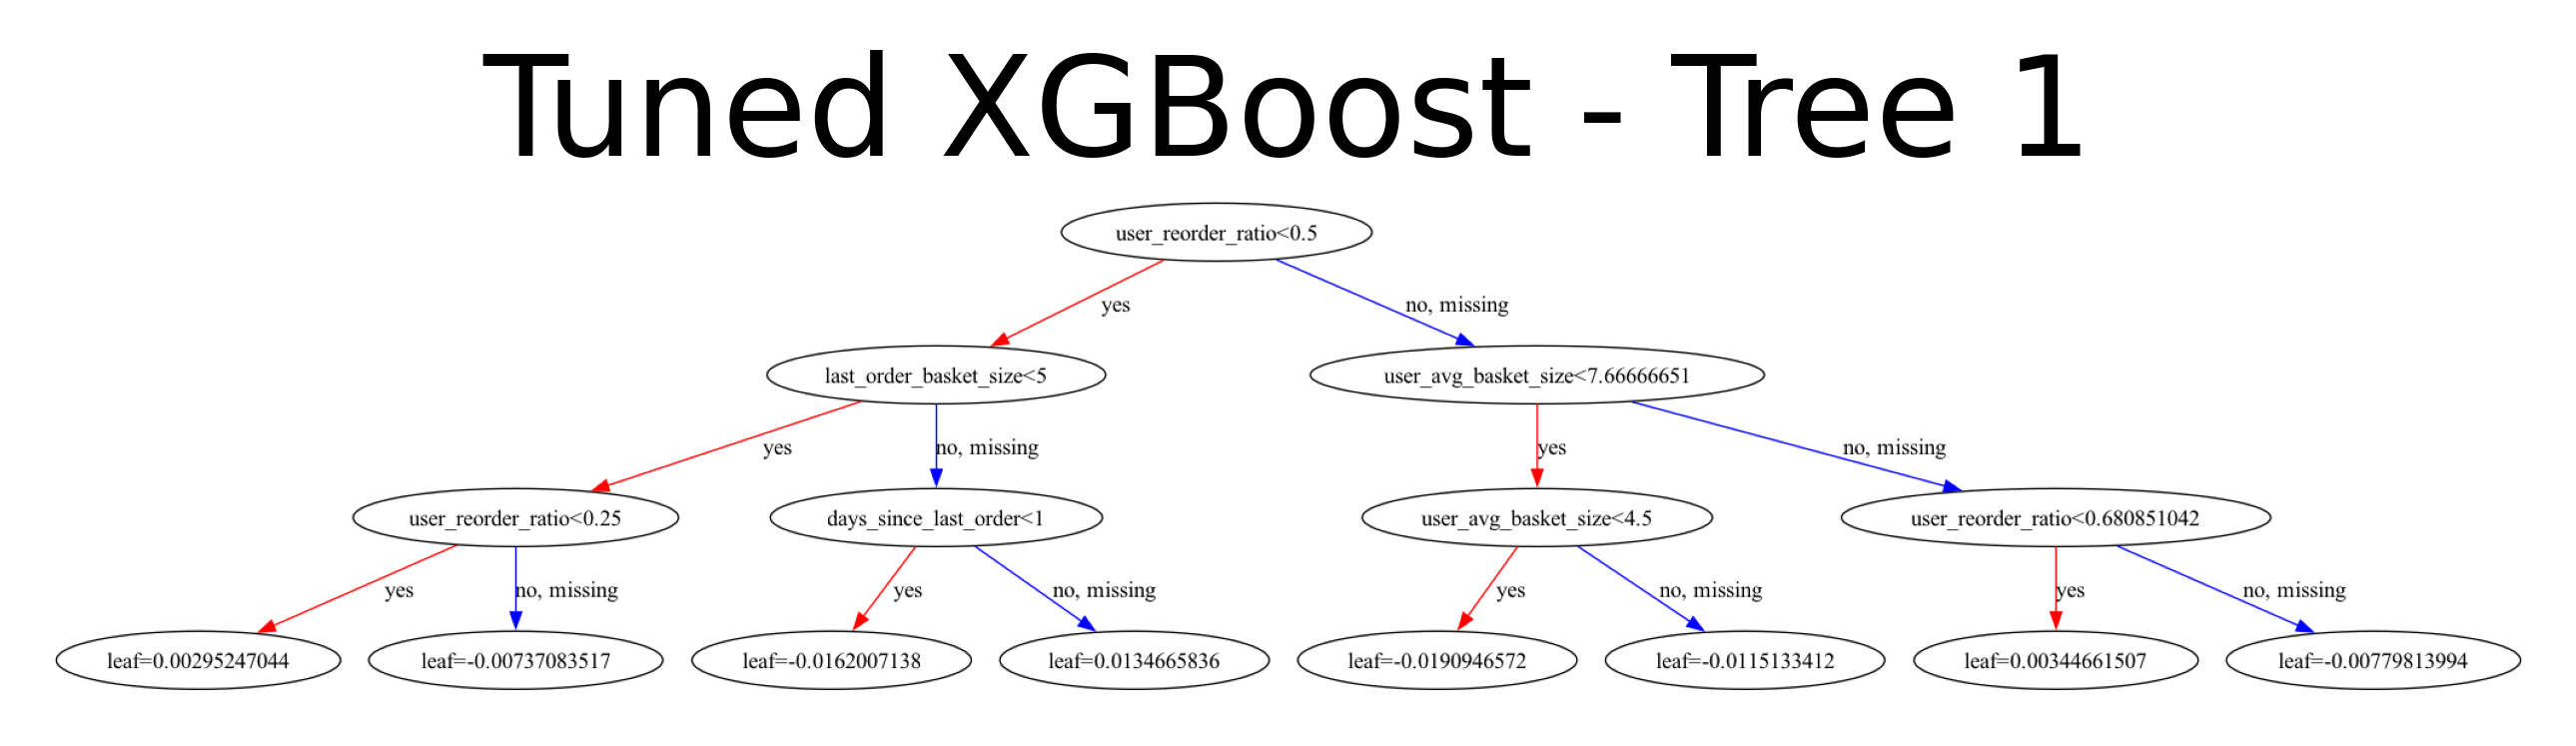 Tuned XGBoost - Tree 1
user_reorder_ratio<0.5
yes
no, missing
last_order_basket_size<5
user_avg_basket_size<7.66666651
yes
no, missing
yes
no, missing
user_reorder_ratio<0.25
days_since_last_order<1
user_avg_basket_size<4.5
user_reorder_ratio<0.680851042
yes
no, missing
yes
no, missing
yes
no, missing
yes
no, missing
leaf=0.00295247044
leaf=-0.00737083517
leaf=-0.0162007138
leaf=0.0134665836
leaf=-0.0190946572
leaf=-0.0115133412
leaf=0.00344661507
leaf=-0.00779813994